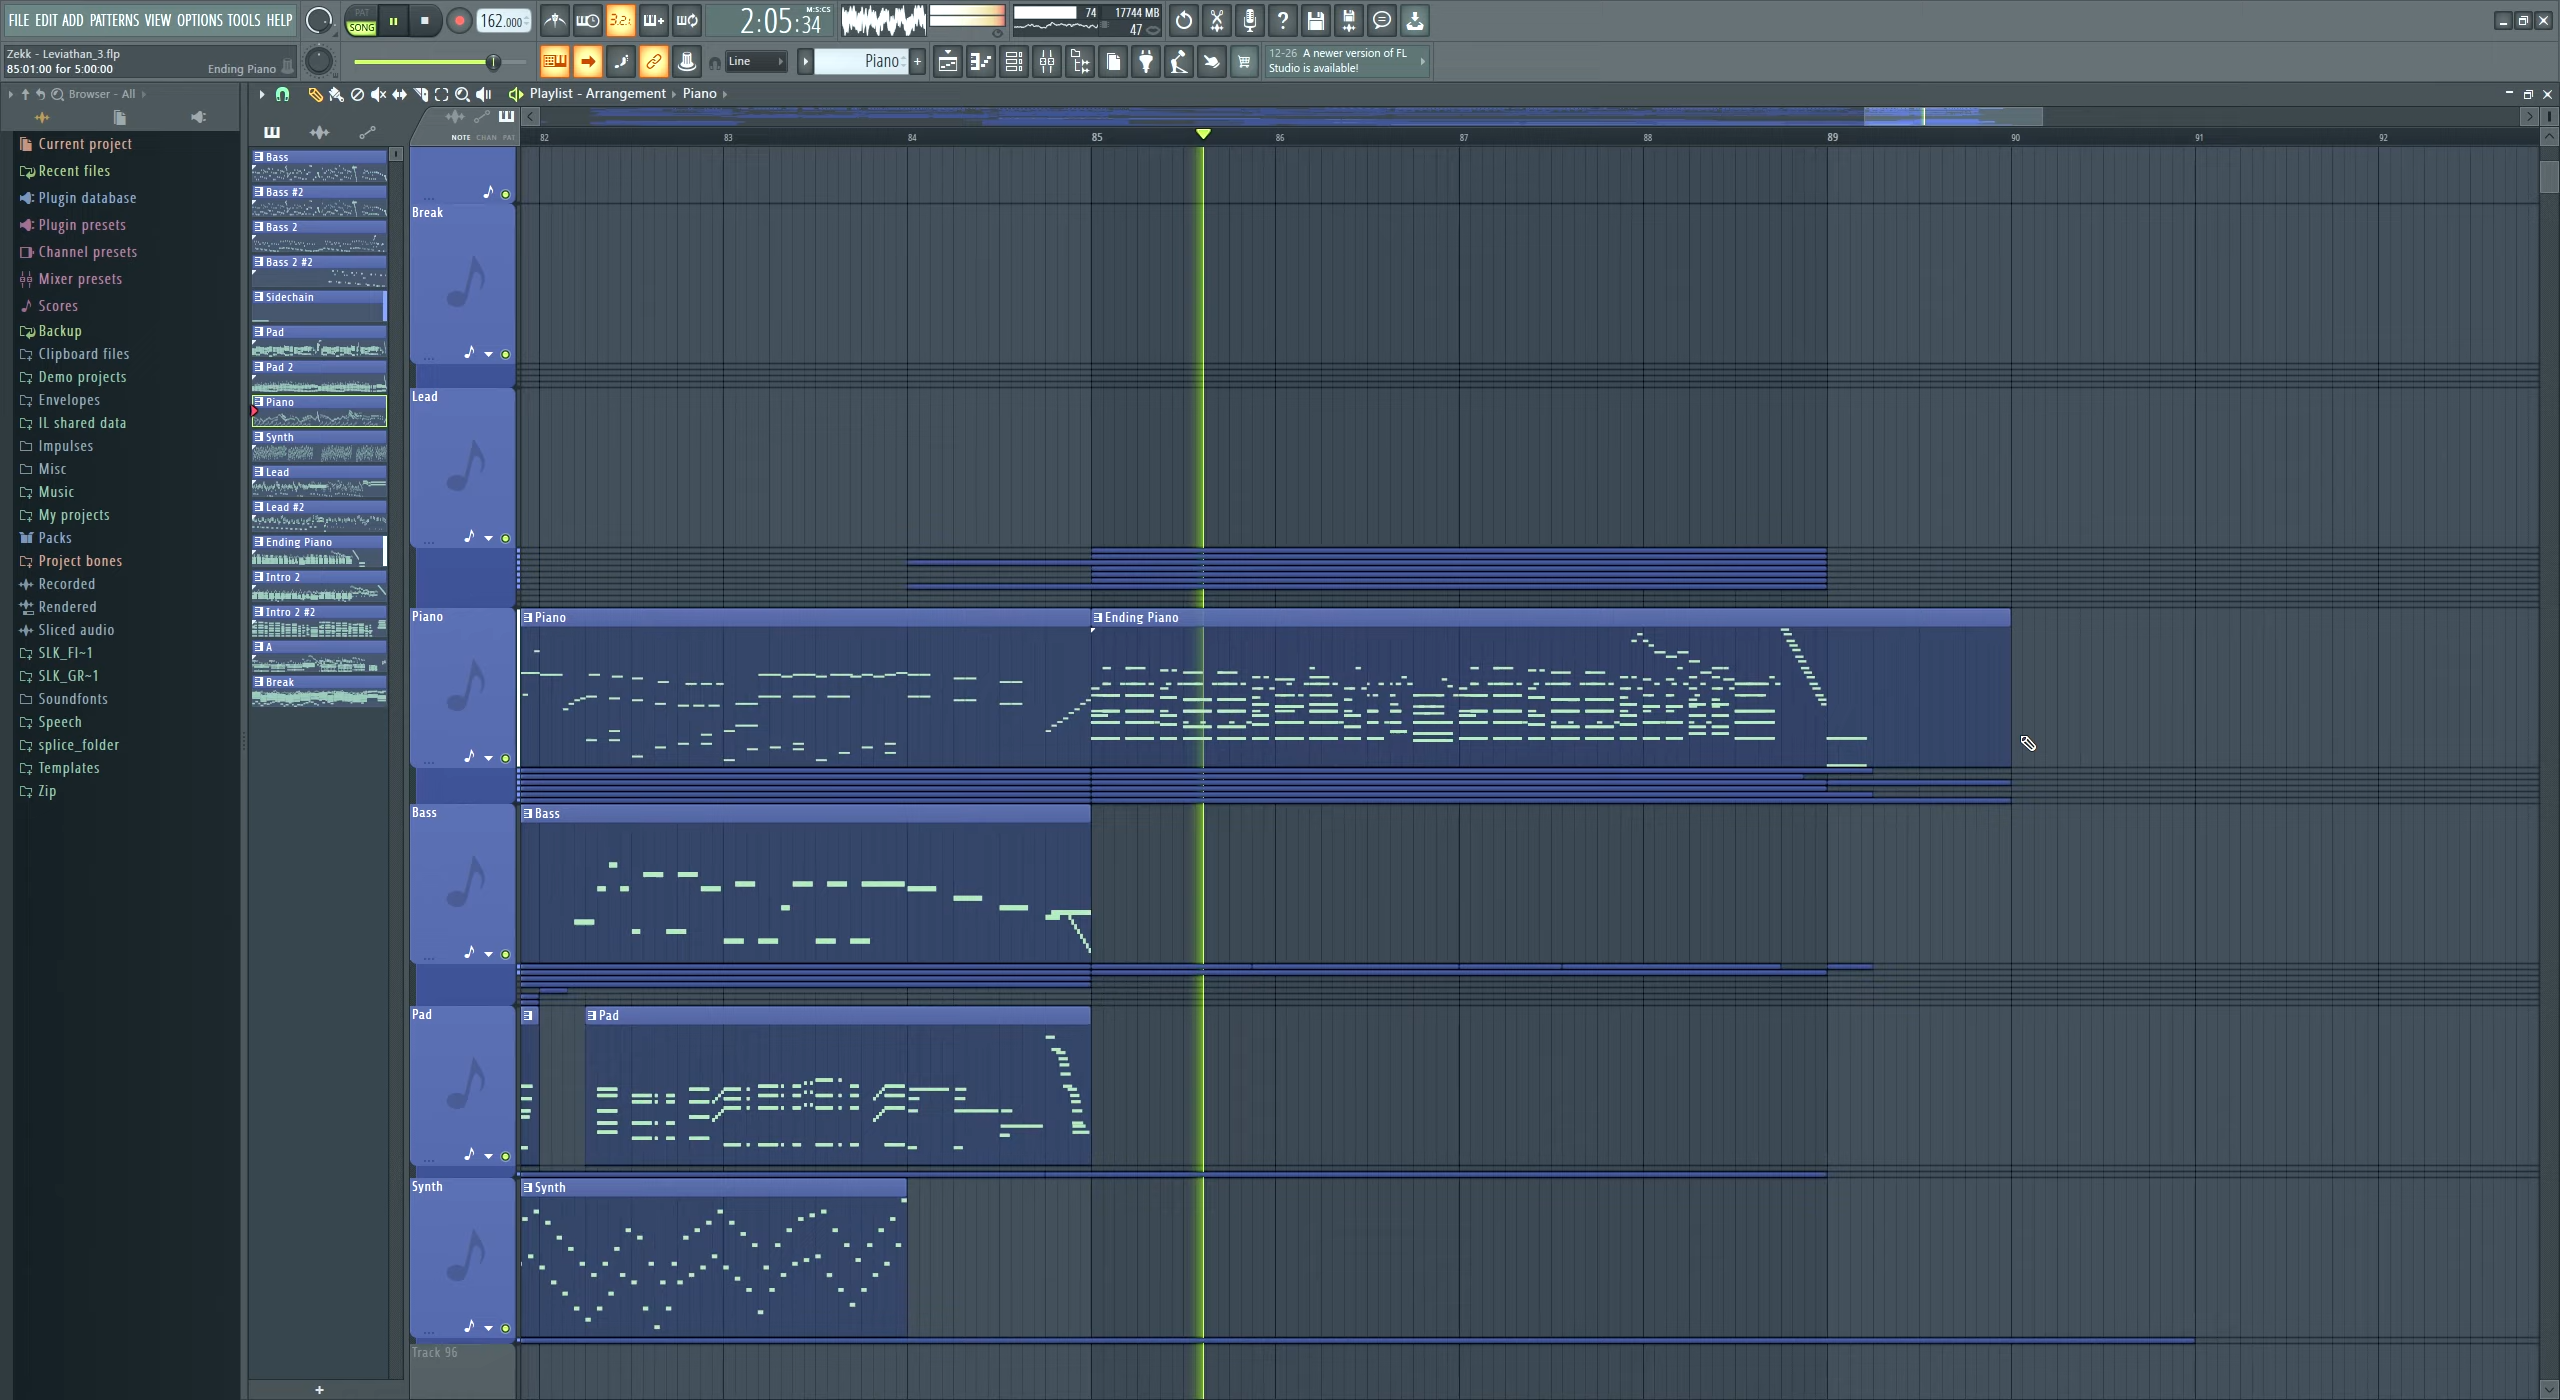 FILE EDIT ADD PATTERNS VIEW OPTIONS TOOLS HELP
PAT
SONG
162.000
3.2.
2:05:34
M:S:CS
74
17744 MB
47
Zekk - Leviathan_3.flp
85:01:00 for 5:00:00
Ending Piano
Line
Piano
+
12-26 A newer version of FL
Studio is available!
Browser - All
Playlist - Arrangement
Piano
NOTE CHAN PAT
82
83
84
85
86
87
88
89
90
91
92
Current project
Recent files
Plugin database
Plugin presets
Channel presets
Mixer presets
Scores
Backup
Clipboard files
Demo projects
Envelopes
IL shared data
Impulses
Misc
Music
My projects
Packs
Project bones
Recorded
Rendered
Sliced audio
SLK_FI~1
SLK_GR~1
Soundfonts
Speech
splice_folder
Templates
Zip
Bass
Bass #2
Bass 2
Bass 2 #2
Sidechain
Pad
Pad 2
Piano
Synth
Lead
Lead #2
Ending Piano
Intro 2
Intro 2 #2
A
Break
+
Break
Lead
Piano
Piano
Ending Piano
Bass
Bass
Pad
Pad
Synth
Synth
Track 96